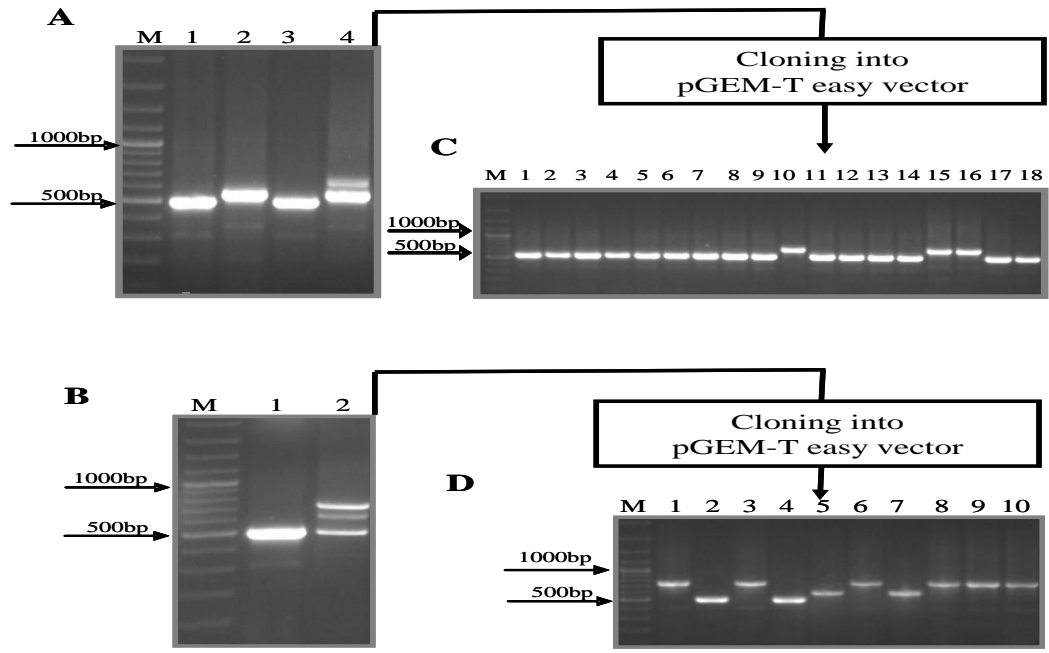 A
M 1 2 3 4
1000bp
500bp
Cloning into
pGEM-T easy vector
C
M 1 2 3 4 5 6 7 8 9 10 11 12 13 14 15 16 17 18
1000bp
500bp
B
M 1 2
1000bp
500bp
Cloning into
pGEM-T easy vector
D
M 1 2 3 4 5 6 7 8 9 10
1000bp
500bp